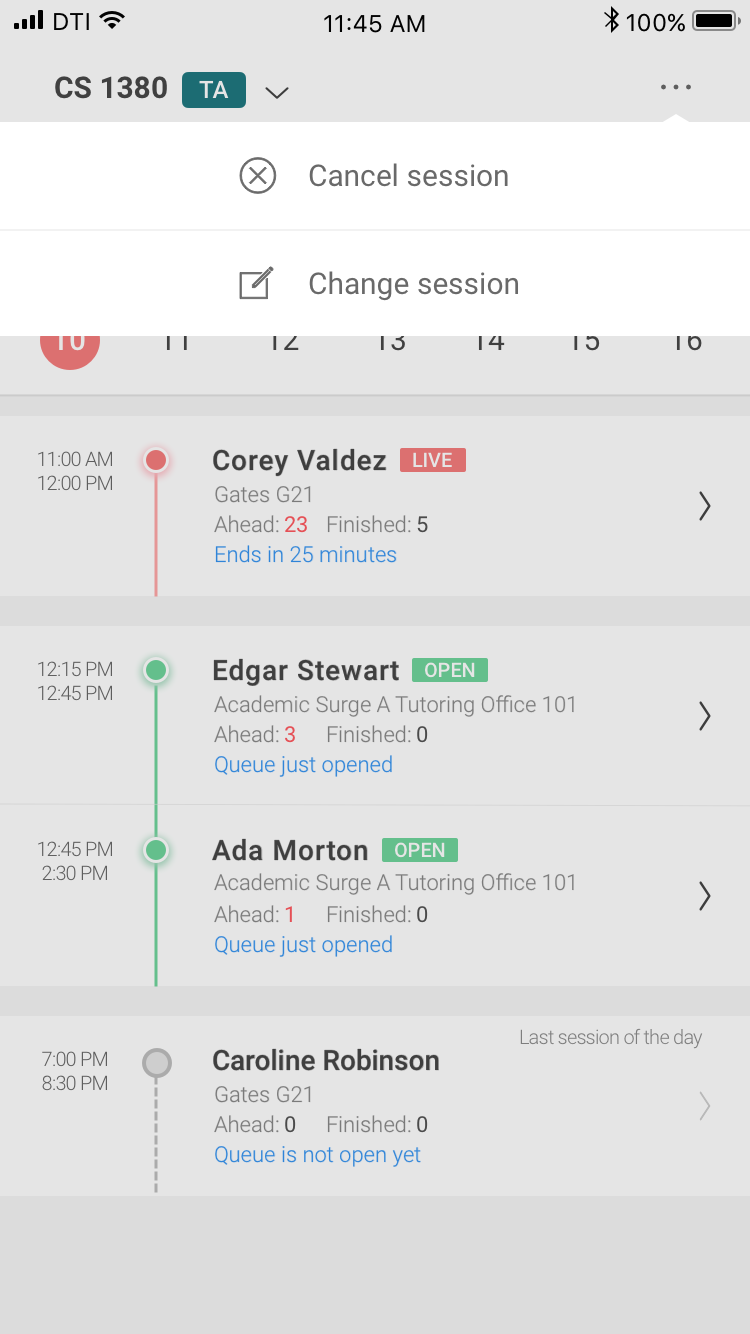 DTI 11:45 AM 100%
CS 1380 TA
Cancel session
Change session
10 11 12 13 14 15 16
11:00 AM
12:00 PM
Corey Valdez LIVE
Gates G21
Ahead: 23 Finished: 5
Ends in 25 minutes
12:15 PM
12:45 PM
Edgar Stewart OPEN
Academic Surge A Tutoring Office 101
Ahead: 3 Finished: 0
Queue just opened
12:45 PM
2:30 PM
Ada Morton OPEN
Academic Surge A Tutoring Office 101
Ahead: 1 Finished: 0
Queue just opened
Last session of the day
7:00 PM
8:30 PM
Caroline Robinson
Gates G21
Ahead: 0 Finished: 0
Queue is not open yet